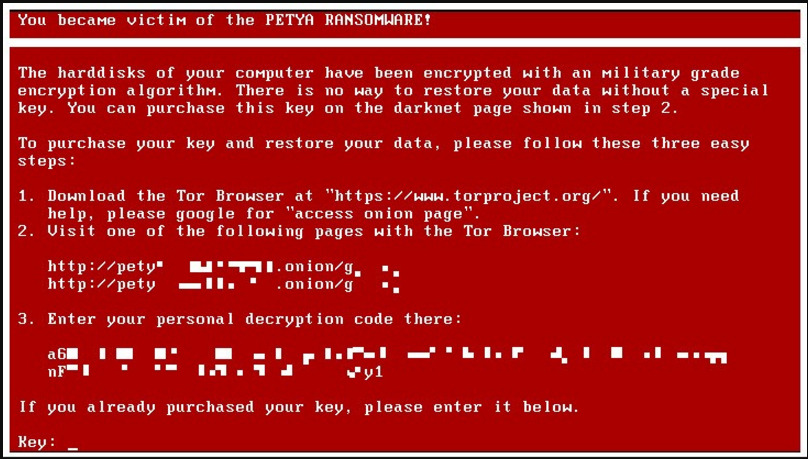 You became victim of the PETYA RANSOMWARE!
The harddisks of your computer have been encrypted with an military grade
encryption algorithm. There is no way to restore your data without a special
key. You can purchase this key on the darknet page shown in step 2.
To purchase your key and restore your data, please follow these three easy
steps:
1. Download the Tor Browser at "https://www.torproject.org/". If you need
help, please google for "access onion page".
2. Visit one of the following pages with the Tor Browser:
http://pety .onion/g
http://pety .onion/g
3. Enter your personal decryption code there:
a6
nF y1
If you already purchased your key, please enter it below.
Key: _